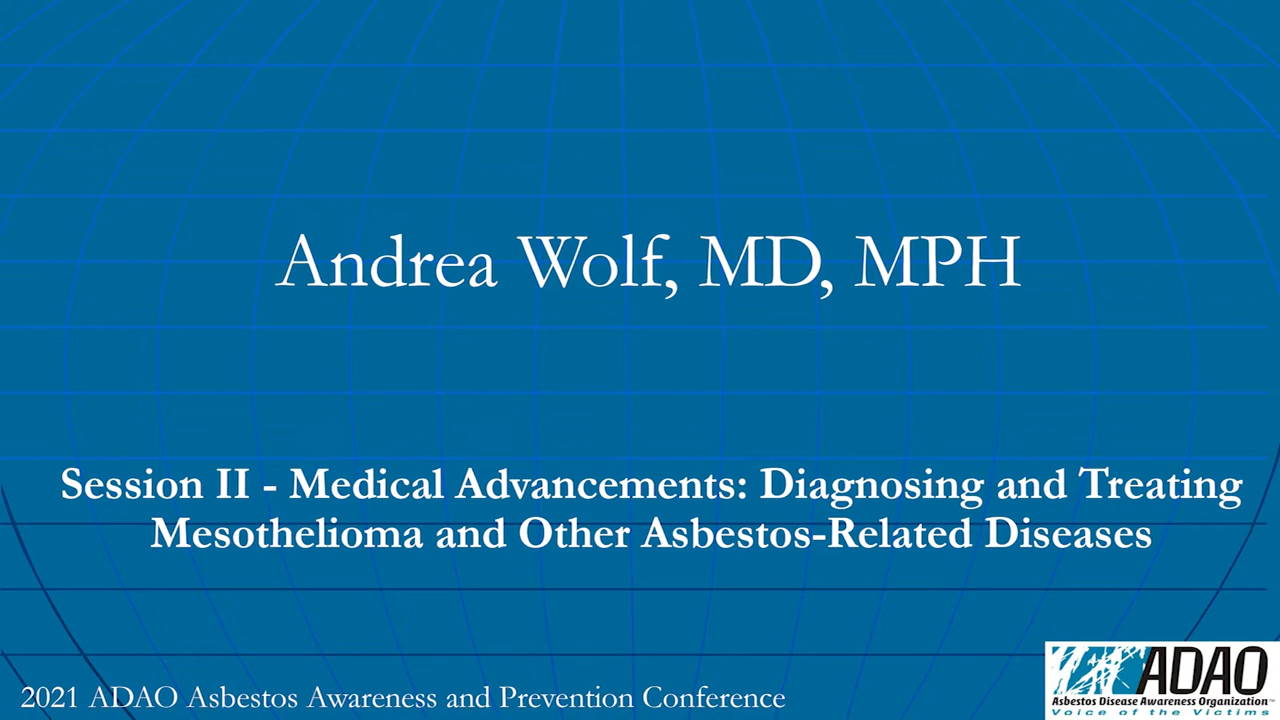 Andrea Wolf, MD, MPH
Session II - Medical Advancements: Diagnosing and Treating
Mesothelioma and Other Asbestos-Related Diseases
2021 ADAO Asbestos Awareness and Prevention Conference
ADAO
Asbestos Disease Awareness Organization™
Voice of the Victims